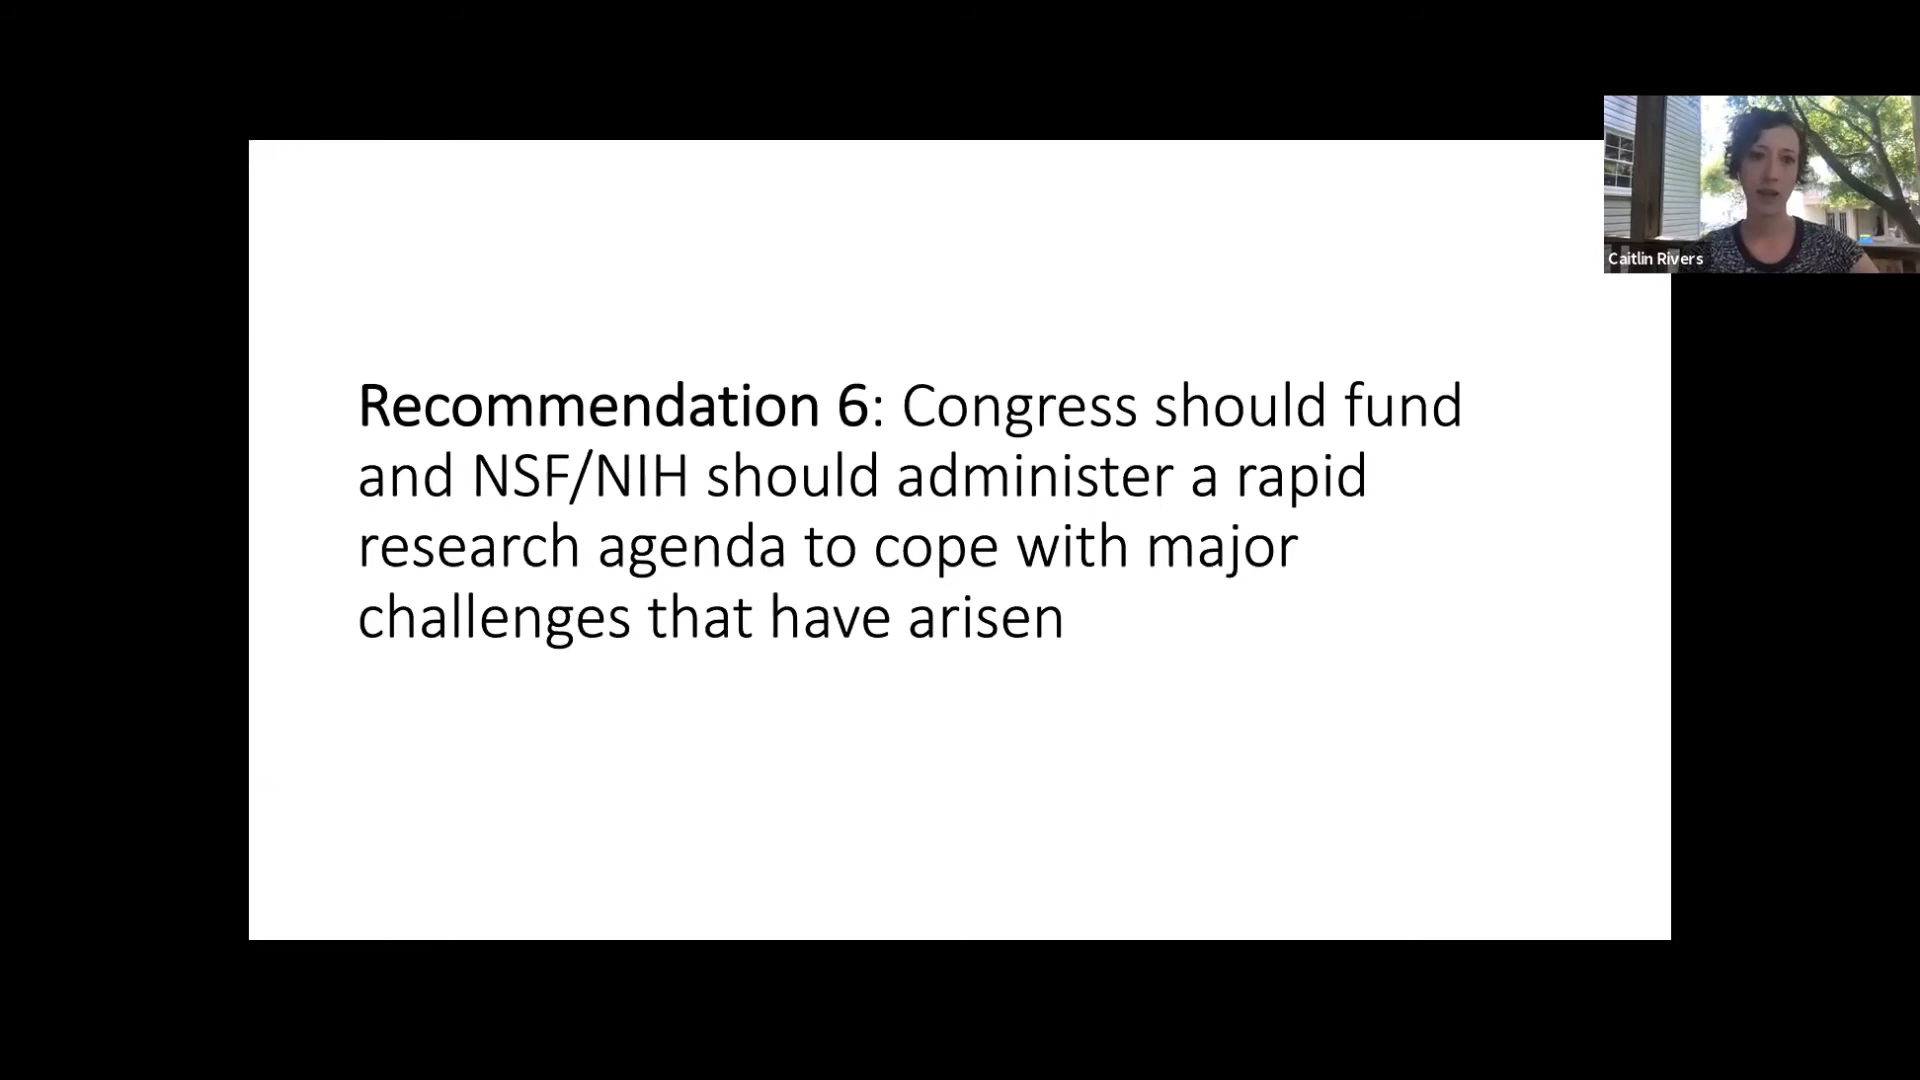 Recommendation 6: Congress should fund
and NSF/NIH should administer a rapid
research agenda to cope with major
challenges that have arisen
Caitlin Rivers